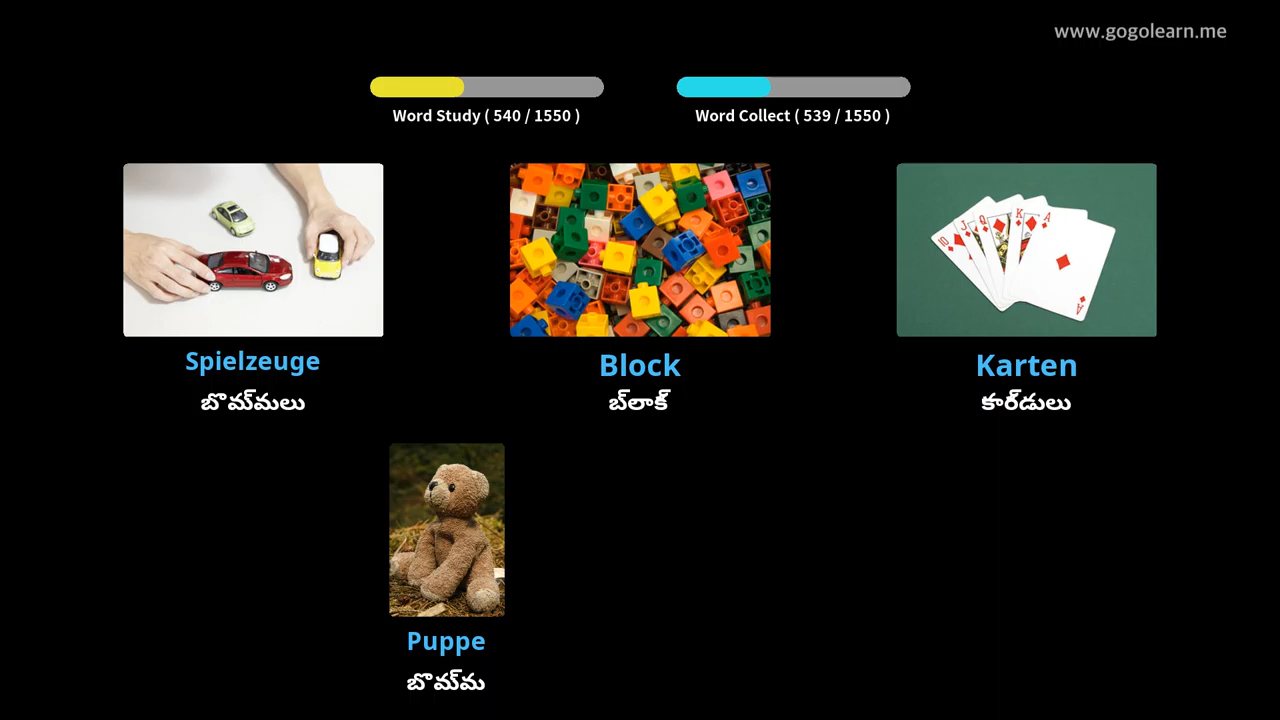 www.gogolearn.me
Word Study ( 540 / 1550 )
Word Collect ( 539 / 1550 )
Spielzeuge
బొమ్మలు
Block
బ్లాక్
Karten
కార్డులు
Puppe
బొమ్మ